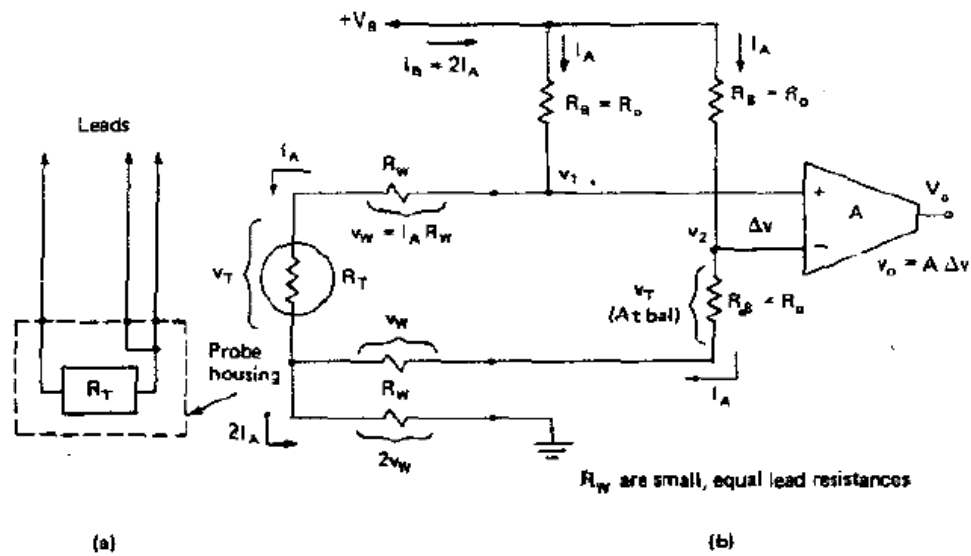 +V_B
i_B = 2I_A
I_A
I_A
R_B = R_o
R_B = R_o
Leads
i_A
R_W
v_W = I_A R_W
v_T
R_T
v_1
+
A
V_o
Δv
v_2
−
v_o = A Δv
v_T
(At bal)
R_B = R_o
v_W
R_W
I_A
Probe
housing
R_T
R_W
2I_A
2v_W
R_W are small, equal lead resistances
(a)
(b)